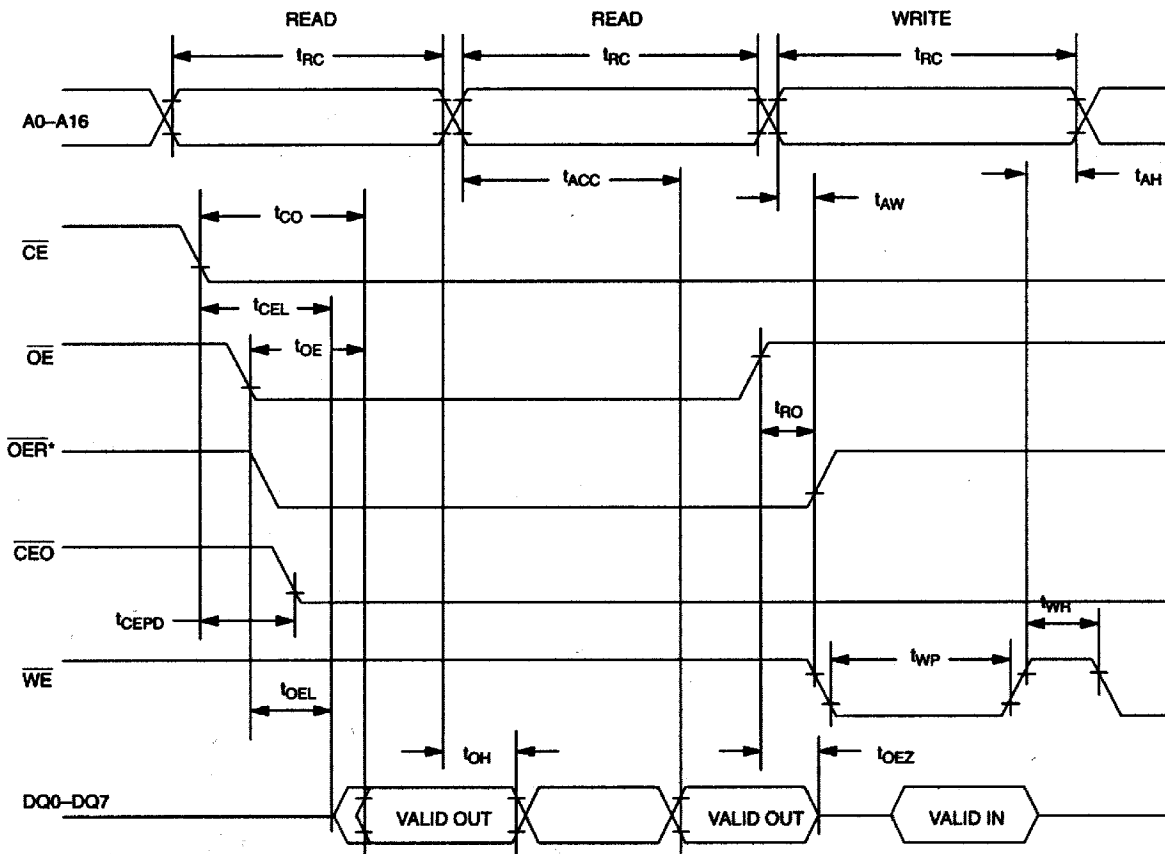 READ READ WRITE
tRC tRC tRC
A0–A16
tACC tAH
tCO tAW
CE
tCEL
OE tOE
tRO
OER*
CEO
tCEPD tWR
WE tWP
tOEL
tOH tOEZ
DQ0–DQ7 VALID OUT VALID OUT VALID IN